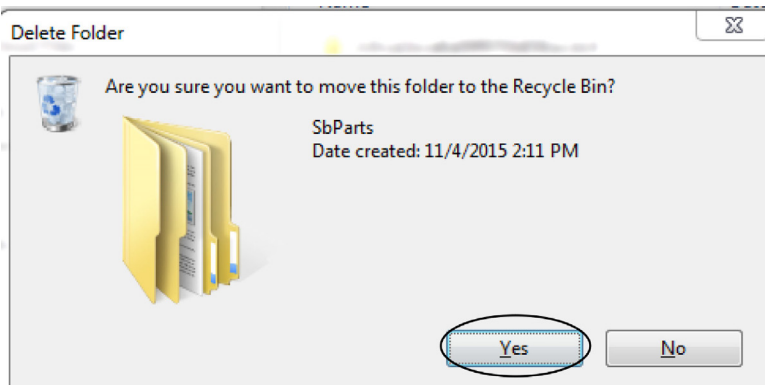 Delete Folder
Are you sure you want to move this folder to the Recycle Bin?
SbParts
Date created: 11/4/2015 2:11 PM
Yes
No